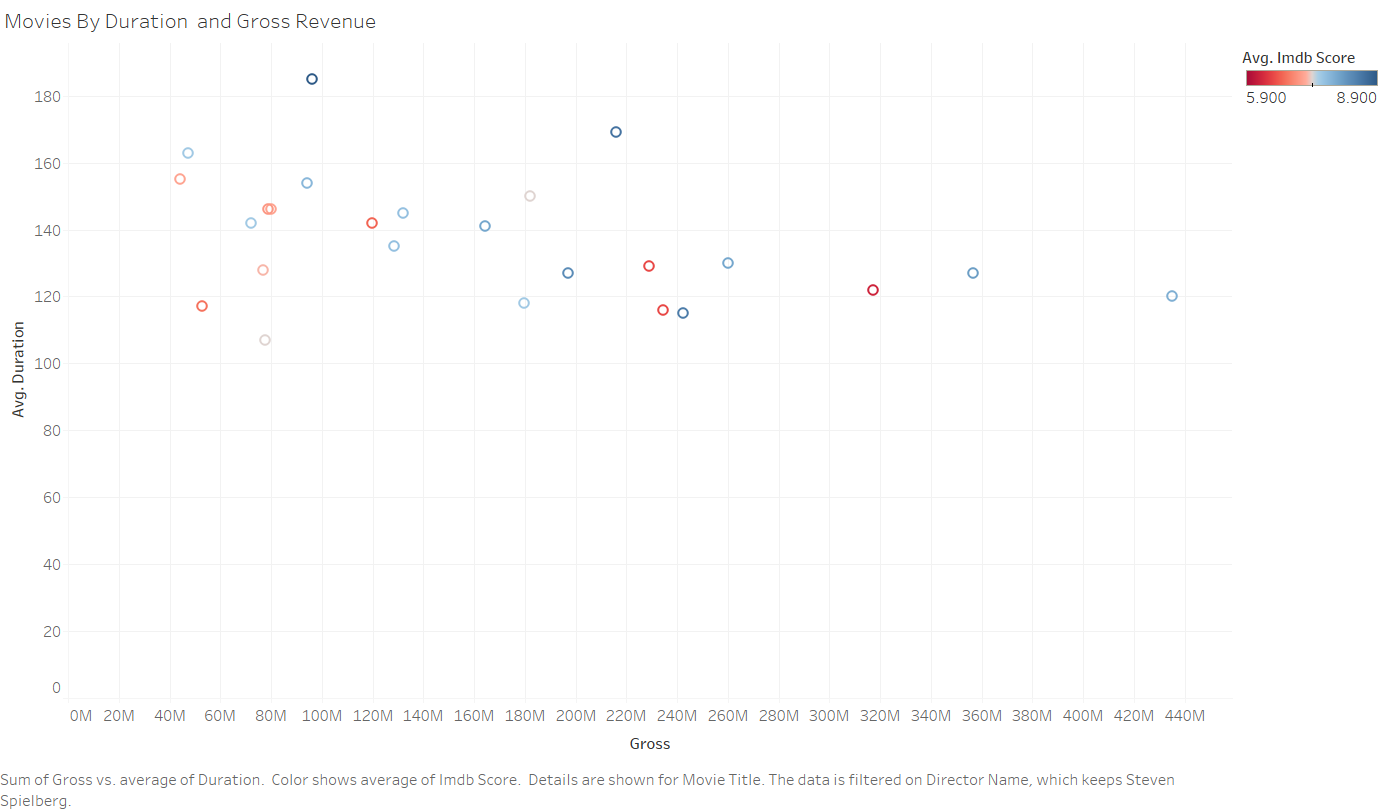 Movies By Duration and Gross Revenue
Avg. Imdb Score
5.900 8.900
180
160
140
120
100
80
60
40
20
0
Avg. Duration
0M 20M 40M 60M 80M 100M 120M 140M 160M 180M 200M 220M 240M 260M 280M 300M 320M 340M 360M 380M 400M 420M 440M
Gross
Sum of Gross vs. average of Duration. Color shows average of Imdb Score. Details are shown for Movie Title. The data is filtered on Director Name, which keeps Steven
Spielberg.